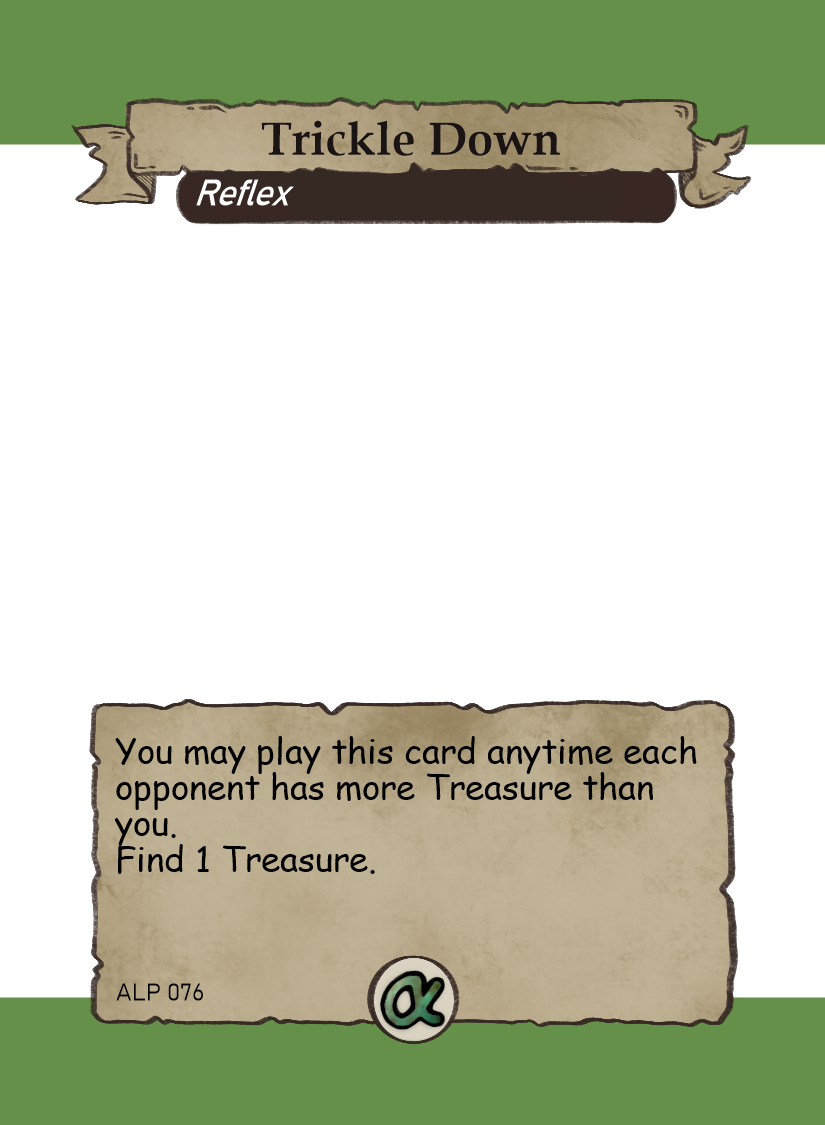 Trickle Down
Reflex
You may play this card anytime each
opponent has more Treasure than
you.
Find 1 Treasure.
ALP 076
α